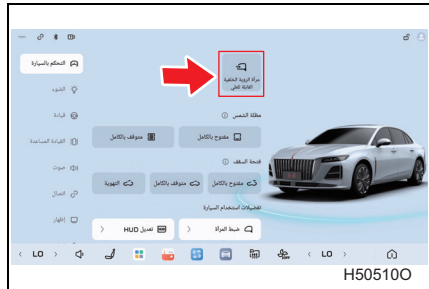 التحكم بالسيارة
الضوء
قيادة
القيادة المساعدة
صوت
اتصال
إظهار
مرآة الرؤية الخلفية
القابلة للطي
مظلة الشمس
مفتوح بالكامل
متوقف بالكامل
فتحة السقف
مفتوح بالكامل
متوقف بالكامل
التهوية
تفضيلات استخدام السيارة
ضبط المرآة
تعديل HUD
LO
LO
H50510O